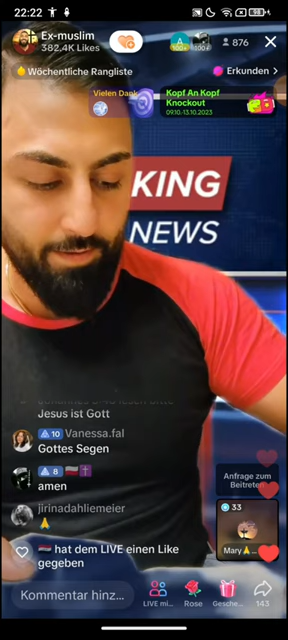 22:22
98
Ex-muslim
382.4K Likes
876
Wöchentliche Rangliste
Erkunden >
Vielen Dank
Kopf An Kopf
Knockout
09.10-13.10.2023
KING
NEWS
Jesus ist Gott
10 Vanessa.fal
Gottes Segen
8
amen
jirinadahliemeier
hat dem LIVE einen Like
gegeben
Anfrage zum
Beitreten
33
Mary
Kommentar hinz...
LIVE mi...
Rose
Gesche...
143